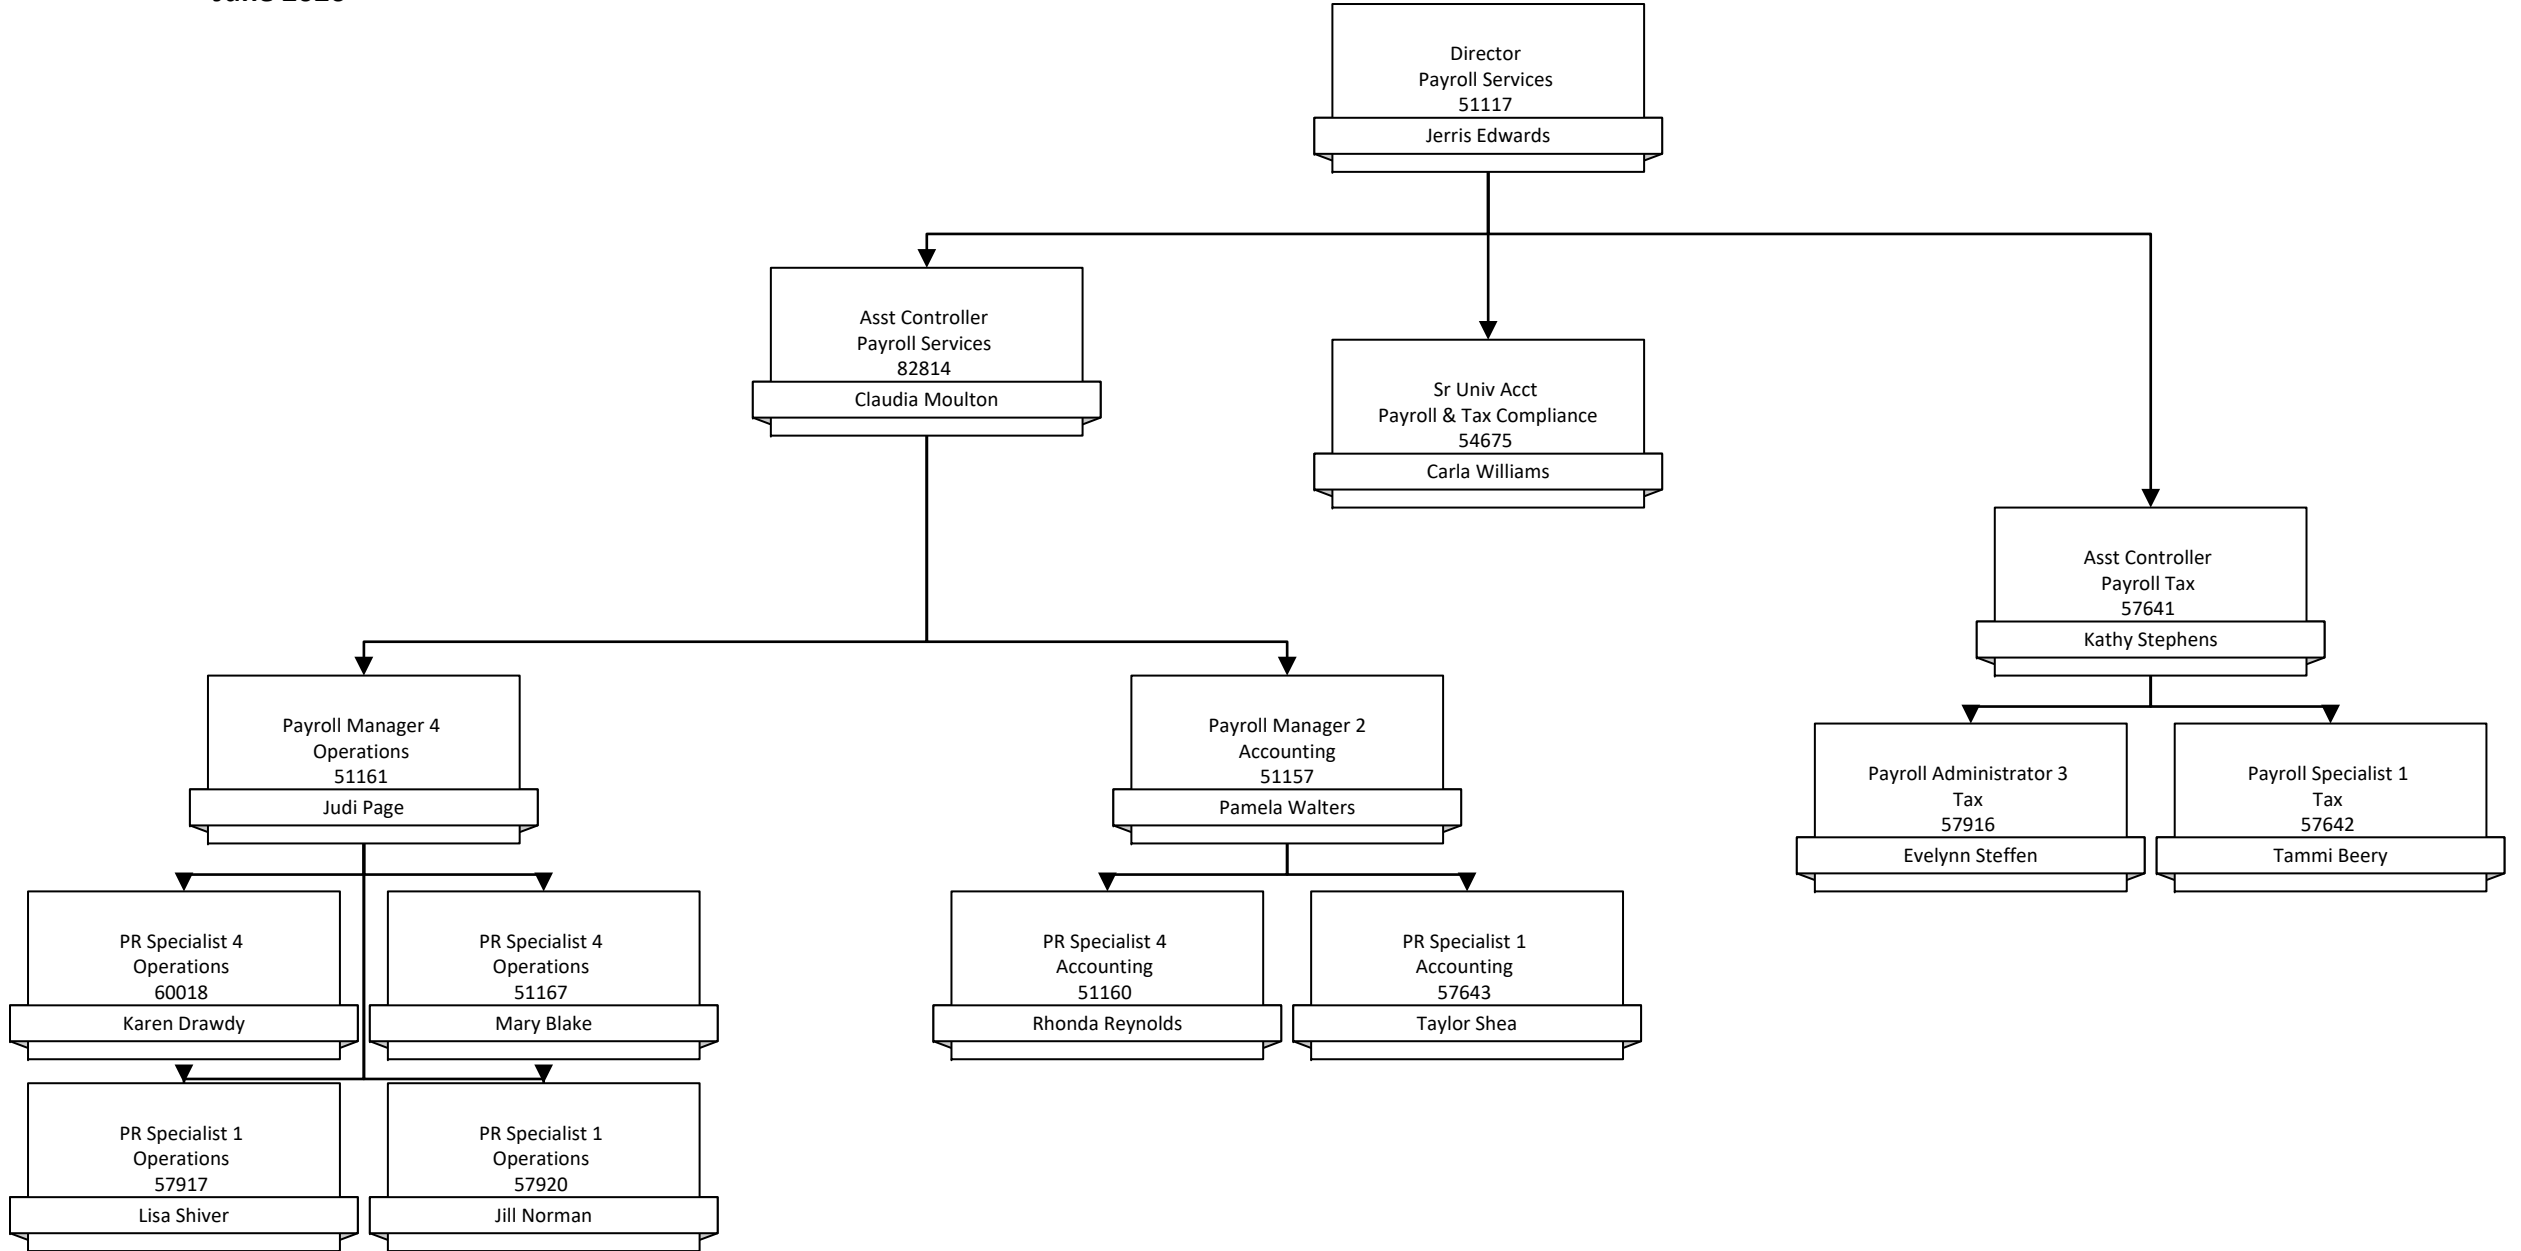 Director
Payroll Services
51117
Jerris Edwards
Asst Controller
Payroll Services
82814
Claudia Moulton
Sr Univ Acct
Payroll & Tax Compliance
54675
Carla Williams
Asst Controller
Payroll Tax
57641
Kathy Stephens
Payroll Manager 4
Operations
51161
Judi Page
Payroll Manager 2
Accounting
51157
Pamela Walters
Payroll Administrator 3
Tax
57916
Evelynn Steffen
Payroll Specialist 1
Tax
57642
Tammi Beery
PR Specialist 4
Operations
60018
Karen Drawdy
PR Specialist 4
Operations
51167
Mary Blake
PR Specialist 4
Accounting
51160
Rhonda Reynolds
PR Specialist 1
Accounting
57643
Taylor Shea
PR Specialist 1
Operations
57917
Lisa Shiver
PR Specialist 1
Operations
57920
Jill Norman